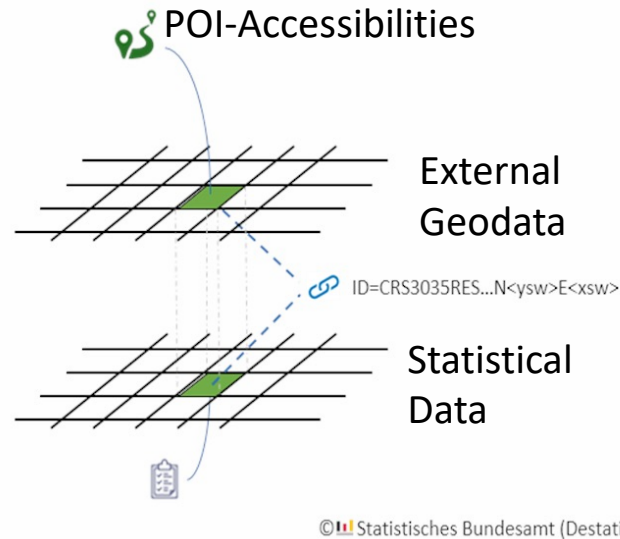 POI-Accessibilities
External
Geodata
ID=CRS3035RES...N<ysw>E<xsw>
Statistical
Data
© Statistisches Bundesamt (Destati